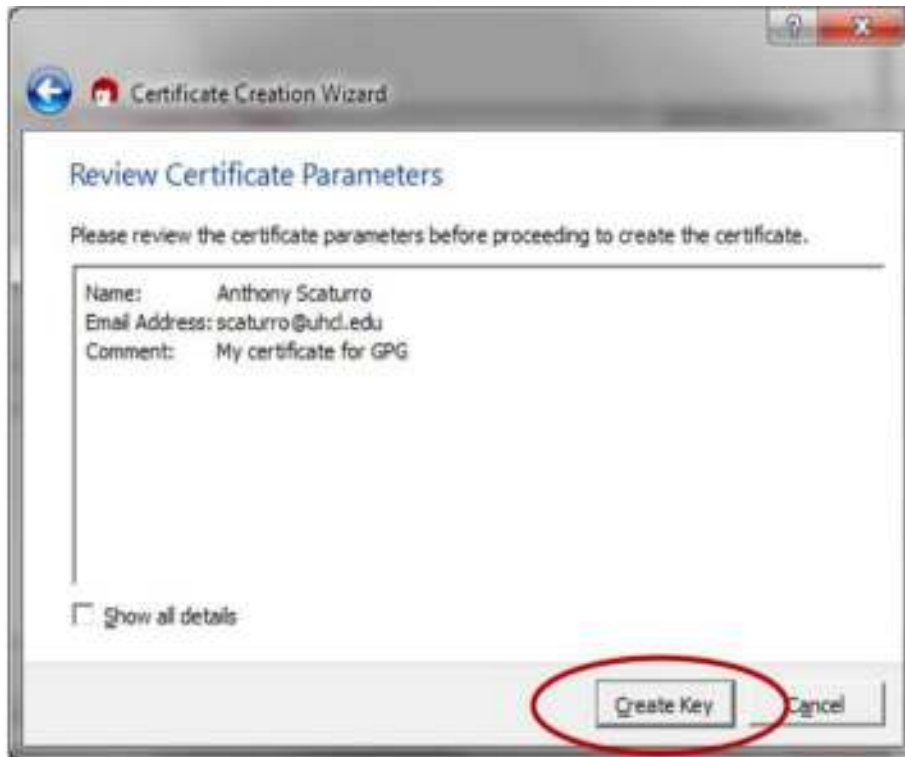 Certificate Creation Wizard
Review Certificate Parameters
Please review the certificate parameters before proceeding to create the certificate.
Name: Anthony Scaturro
Email Address: scaturro@uhcl.edu
Comment: My certificate for GPG
Show all details
Create Key
Cancel